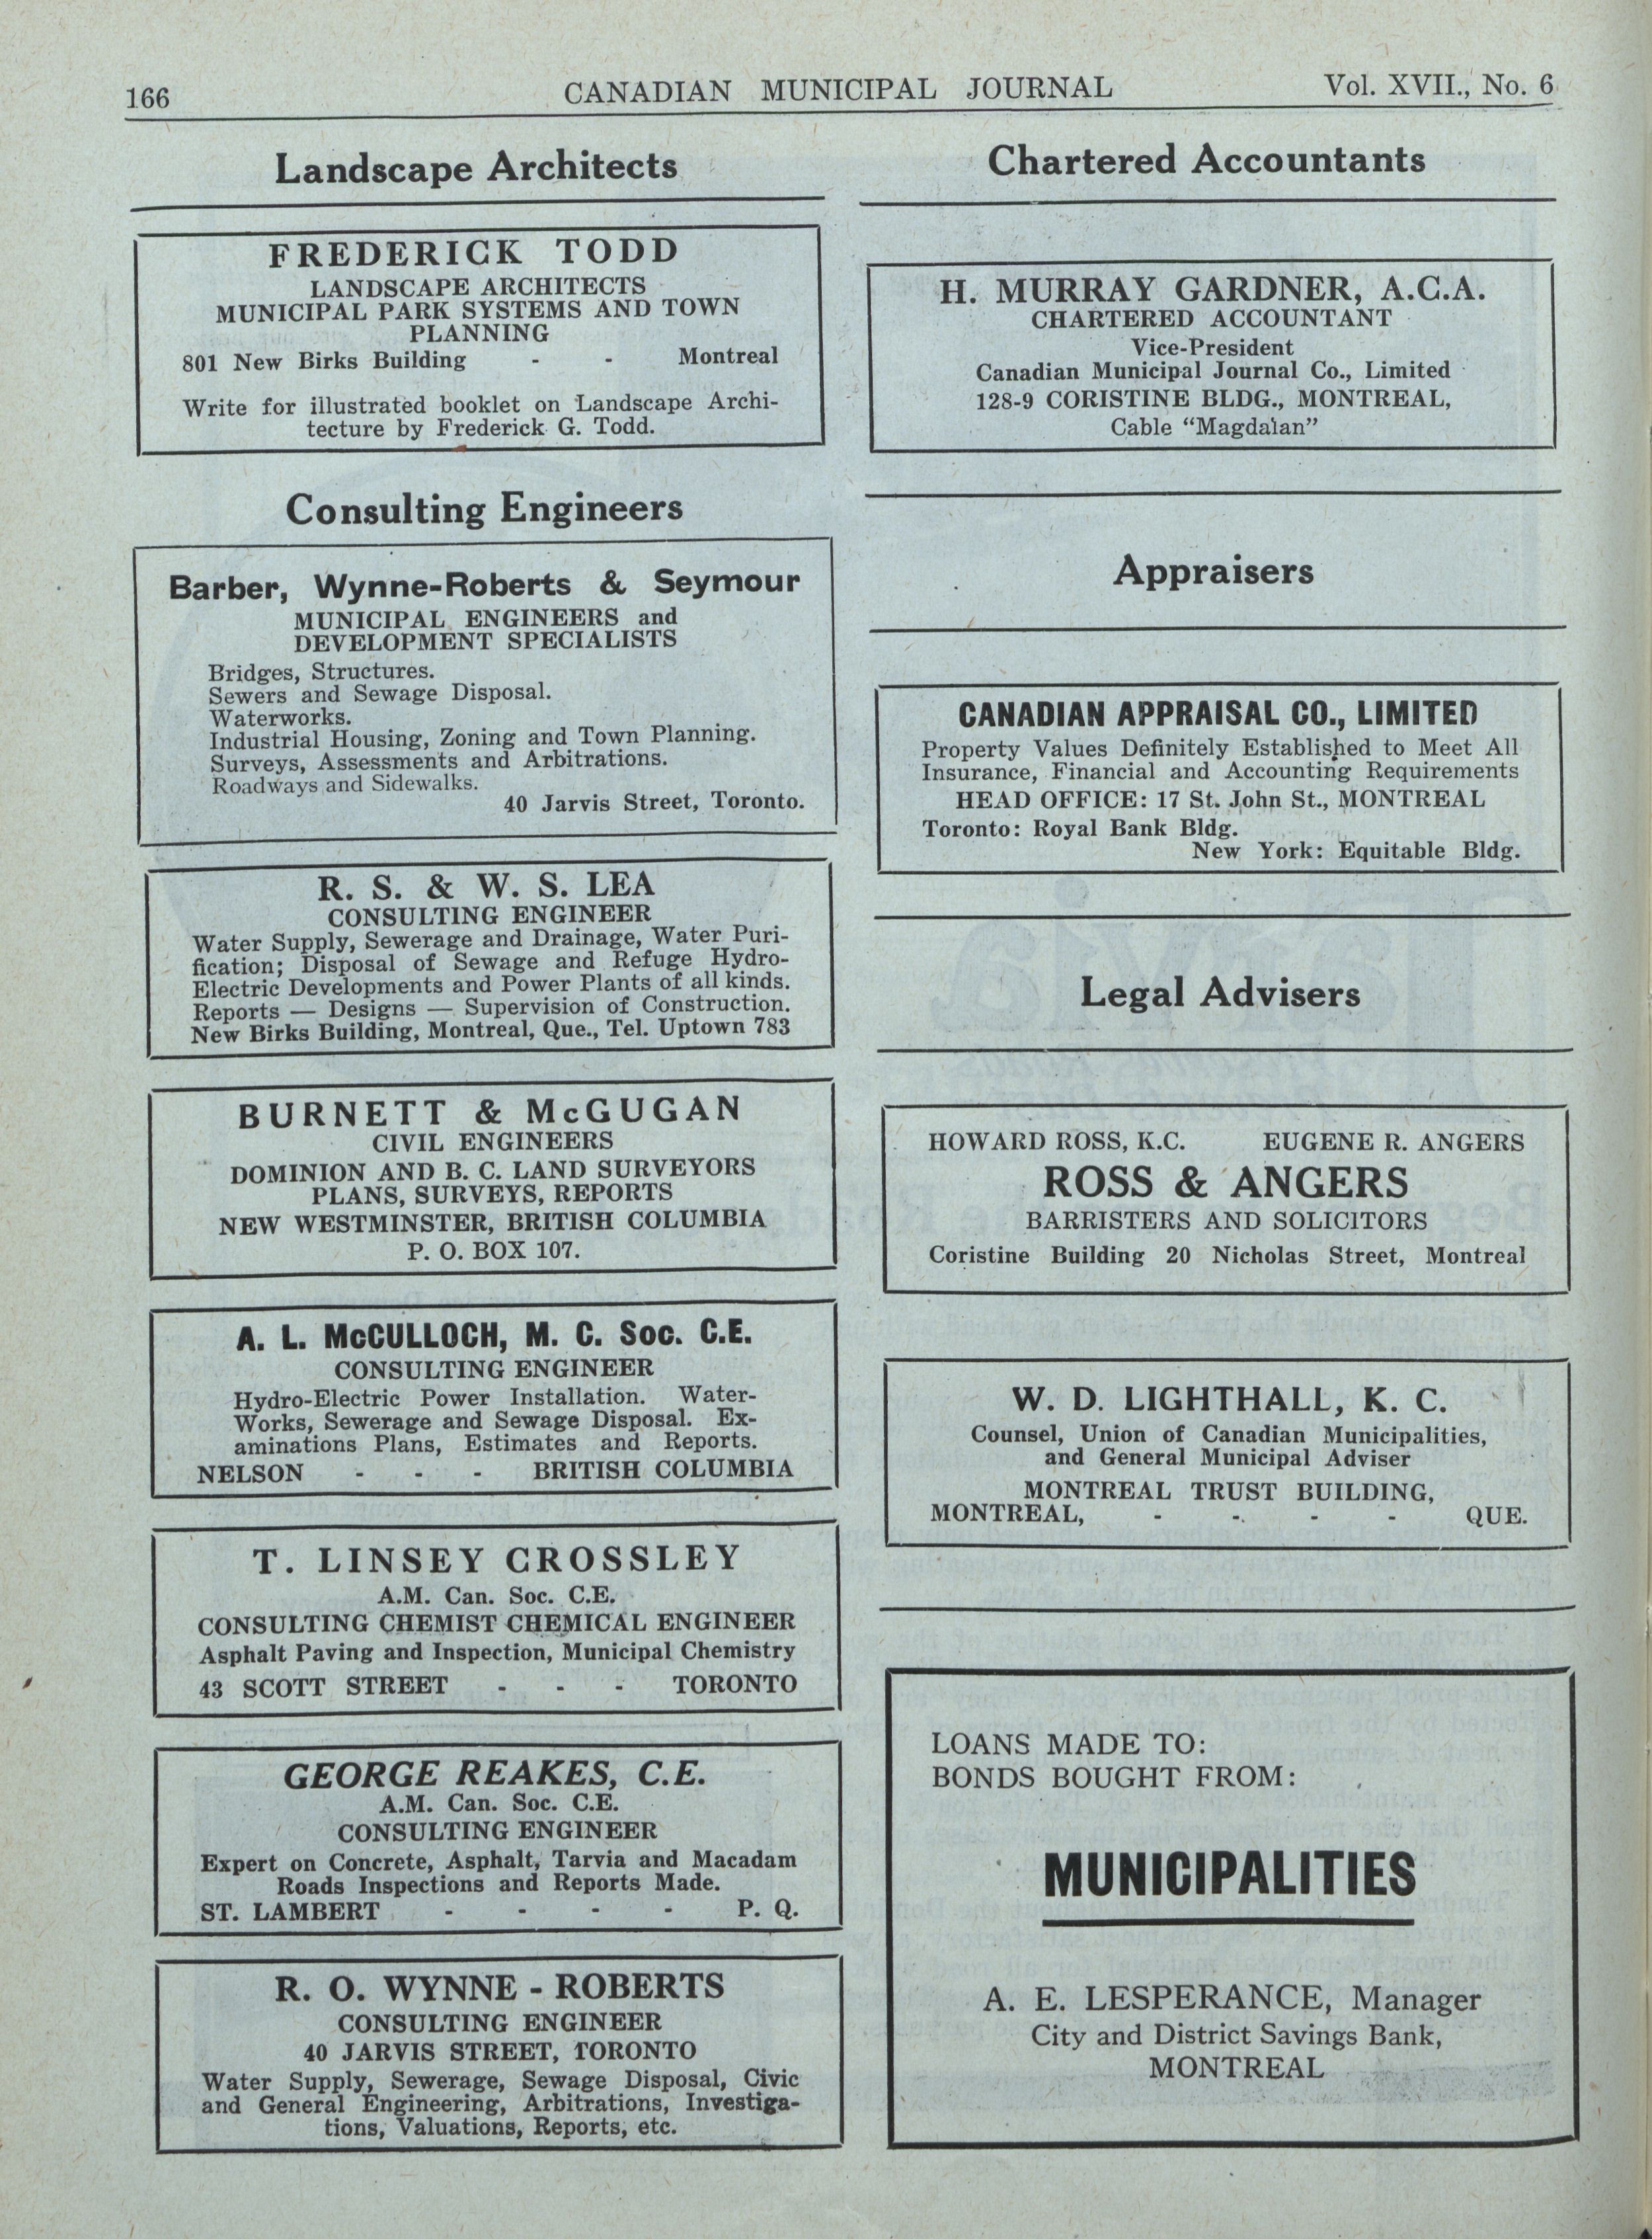 166
CANADIAN MUNICIPAL JOURNAL
Vol. XVII., No. 6
Landscape Architects
FREDERICK TODD
LANDSCAPE ARCHITECTS
MUNICIPAL PARK SYSTEMS AND TOWN
PLANNING
801 New Birks Building - - Montreal
Write for illustrated booklet on Landscape Archi-
tecture by Frederick G. Todd.
Consulting Engineers
Barber, Wynne-Roberts & Seymour
MUNICIPAL ENGINEERS and
DEVELOPMENT SPECIALISTS
Bridges, Structures.
Sewers and Sewage Disposal.
Waterworks.
Industrial Housing, Zoning and Town Planning.
Surveys, Assessments and Arbitrations.
Roadways and Sidewalks.
40 Jarvis Street, Toronto.
R. S. & W. S. LEA
CONSULTING ENGINEER
Water Supply, Sewerage and Drainage, Water Puri-
fication; Disposal of Sewage and Refuge Hydro-
Electric Developments and Power Plants of all kinds.
Reports — Designs — Supervision of Construction.
New Birks Building, Montreal, Que., Tel. Uptown 783
BURNETT & McGUGAN
CIVIL ENGINEERS
DOMINION AND B. C. LAND SURVEYORS
PLANS, SURVEYS, REPORTS
NEW WESTMINSTER, BRITISH COLUMBIA
P. O. BOX 107.
A. L. McCULLOCH, M. C. Soc. C.E.
CONSULTING ENGINEER
Hydro-Electric Power Installation. Water-
Works, Sewerage and Sewage Disposal. Ex-
aminations Plans, Estimates and Reports.
NELSON - - - BRITISH COLUMBIA
T. LINSEY CROSSLEY
A.M. Can. Soc. C.E.
CONSULTING CHEMIST CHEMICAL ENGINEER
Asphalt Paving and Inspection, Municipal Chemistry
43 SCOTT STREET - - - TORONTO
GEORGE REAKES, C.E.
A.M. Can. Soc. C.E.
CONSULTING ENGINEER
Expert on Concrete, Asphalt, Tarvia and Macadam
Roads Inspections and Reports Made.
ST. LAMBERT - - - - P. Q.
R. O. WYNNE - ROBERTS
CONSULTING ENGINEER
40 JARVIS STREET, TORONTO
Water Supply, Sewerage, Sewage Disposal, Civic
and General Engineering, Arbitrations, Investiga-
tions, Valuations, Reports, etc.
Chartered Accountants
H. MURRAY GARDNER, A.C.A.
CHARTERED ACCOUNTANT
Vice-President
Canadian Municipal Journal Co., Limited
128-9 CORISTINE BLDG., MONTREAL,
Cable “Magdalan”
Appraisers
CANADIAN APPRAISAL CO., LIMITED
Property Values Definitely Established to Meet All
Insurance, Financial and Accounting Requirements
HEAD OFFICE: 17 St. John St., MONTREAL
Toronto: Royal Bank Bldg.
New York: Equitable Bldg.
Legal Advisers
HOWARD ROSS, K.C. EUGENE R. ANGERS
ROSS & ANGERS
BARRISTERS AND SOLICITORS
Coristine Building 20 Nicholas Street, Montreal
W. D. LIGHTHALL, K. C.
Counsel, Union of Canadian Municipalities,
and General Municipal Adviser
MONTREAL TRUST BUILDING,
MONTREAL, - - - - QUE.
LOANS MADE TO:
BONDS BOUGHT FROM:
MUNICIPALITIES
A. E. LESPERANCE, Manager
City and District Savings Bank,
MONTREAL